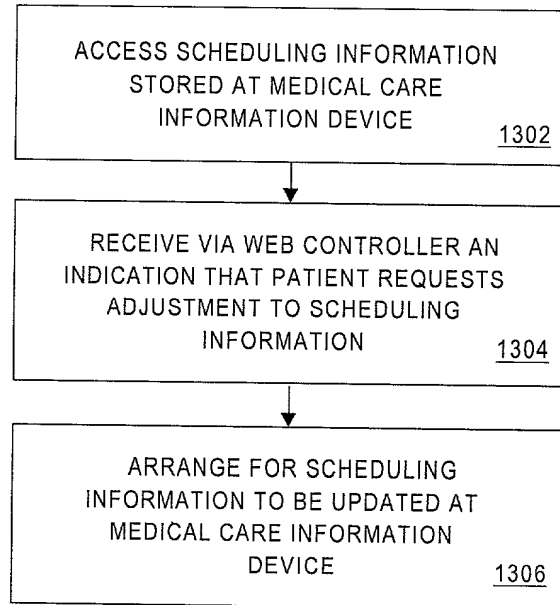 ACCESS SCHEDULING INFORMATION
STORED AT MEDICAL CARE
INFORMATION DEVICE
1302
RECEIVE VIA WEB CONTROLLER AN
INDICATION THAT PATIENT REQUESTS
ADJUSTMENT TO SCHEDULING
INFORMATION
1304
ARRANGE FOR SCHEDULING
INFORMATION TO BE UPDATED AT
MEDICAL CARE INFORMATION
DEVICE
1306